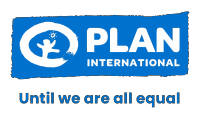 PLAN
INTERNATIONAL
Until we are all equal